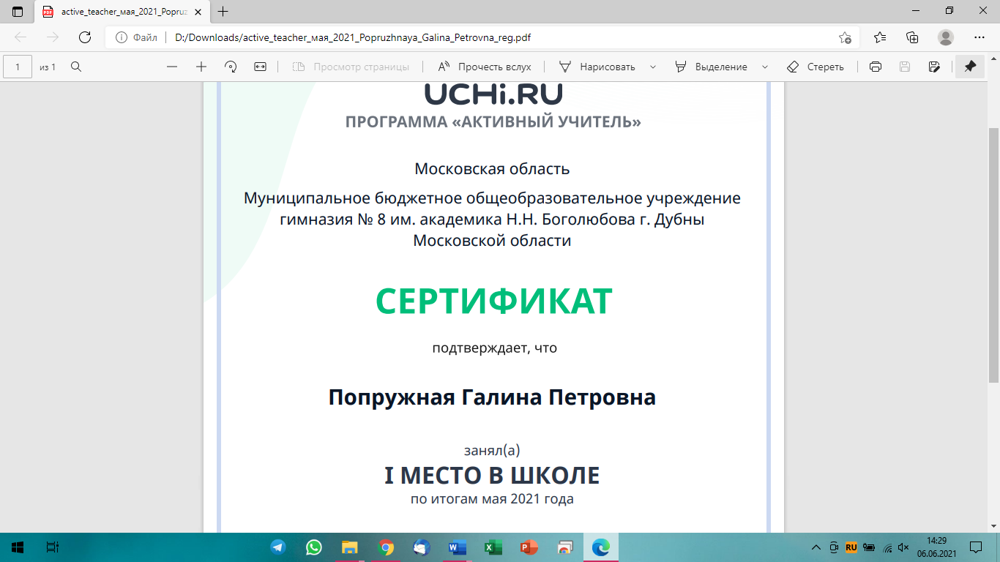 active_teacher_мая_2021_Popruz
Файл
D:/Downloads/active_teacher_мая_2021_Popruzhnaya_Galina_Petrovna_reg.pdf
1 из 1
Просмотр страницы
Прочесть вслух
Нарисовать
Выделение
Стереть
UCHi.RU
ПРОГРАММА «АКТИВНЫЙ УЧИТЕЛЬ»
Московская область
Муниципальное бюджетное общеобразовательное учреждение
гимназия № 8 им. академика Н.Н. Боголюбова г. Дубны
Московской области
СЕРТИФИКАТ
подтверждает, что
Попружная Галина Петровна
занял(а)
I МЕСТО В ШКОЛЕ
по итогам мая 2021 года
RU
14:29
06.06.2021